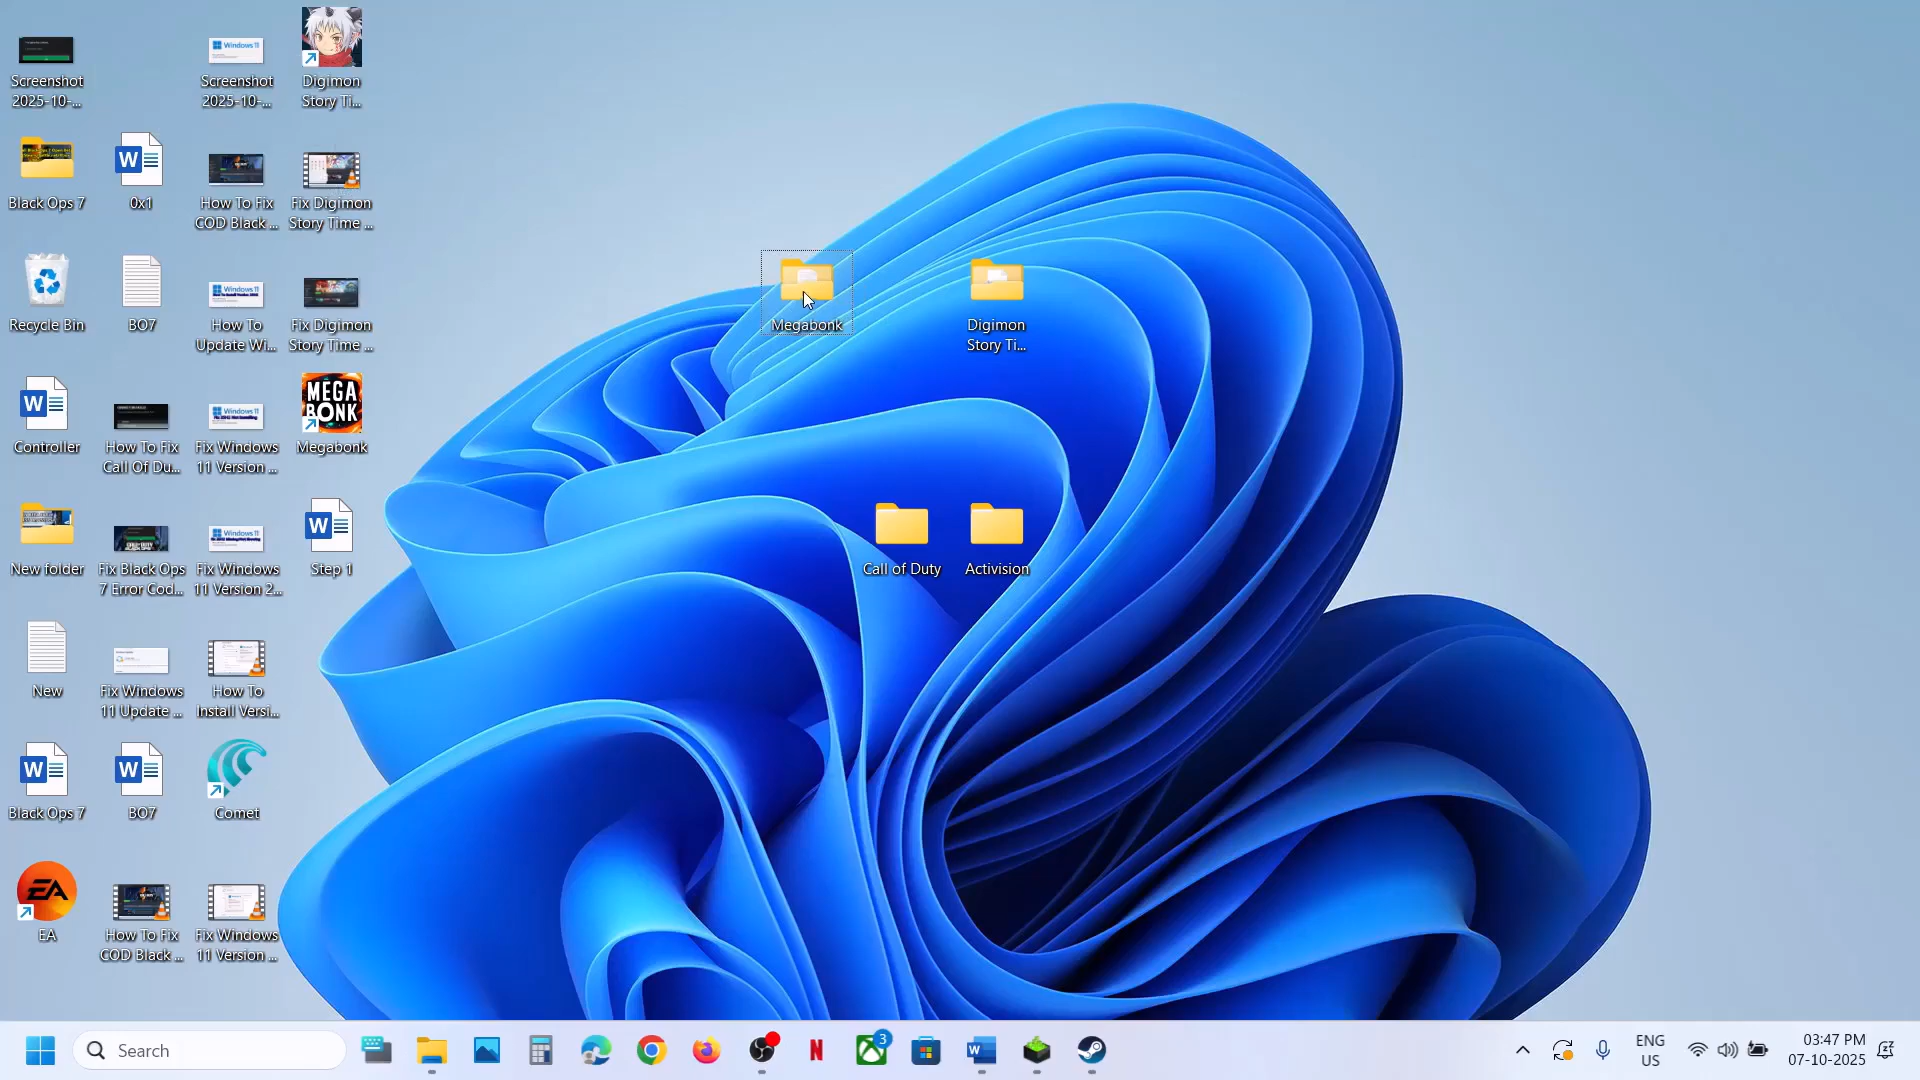 Screenshot
2025-10-...
Screenshot
2025-10-...
Digimon
Story Ti...
Black Ops 7
0x1
How To Fix
COD Black ...
Fix Digimon
Story Time ...
Recycle Bin
BO7
How To
Update Wi...
Fix Digimon
Story Time ...
Controller
How To Fix
Call Of Du...
Fix Windows
11 Version ...
MEGA
BONK
Megabonk
New folder
Fix Black Ops
7 Error Cod...
Fix Windows
11 Version 2...
Step 1
New
Fix Windows
11 Update ...
How To
Install Versi...
Black Ops 7
BO7
Comet
EA
EA
How To Fix
COD Black ...
Fix Windows
11 Version ...
Megabonk
Digimon
Story Ti...
Call of Duty
Activision
Search
3
ENG
US
03:47 PM
07-10-2025